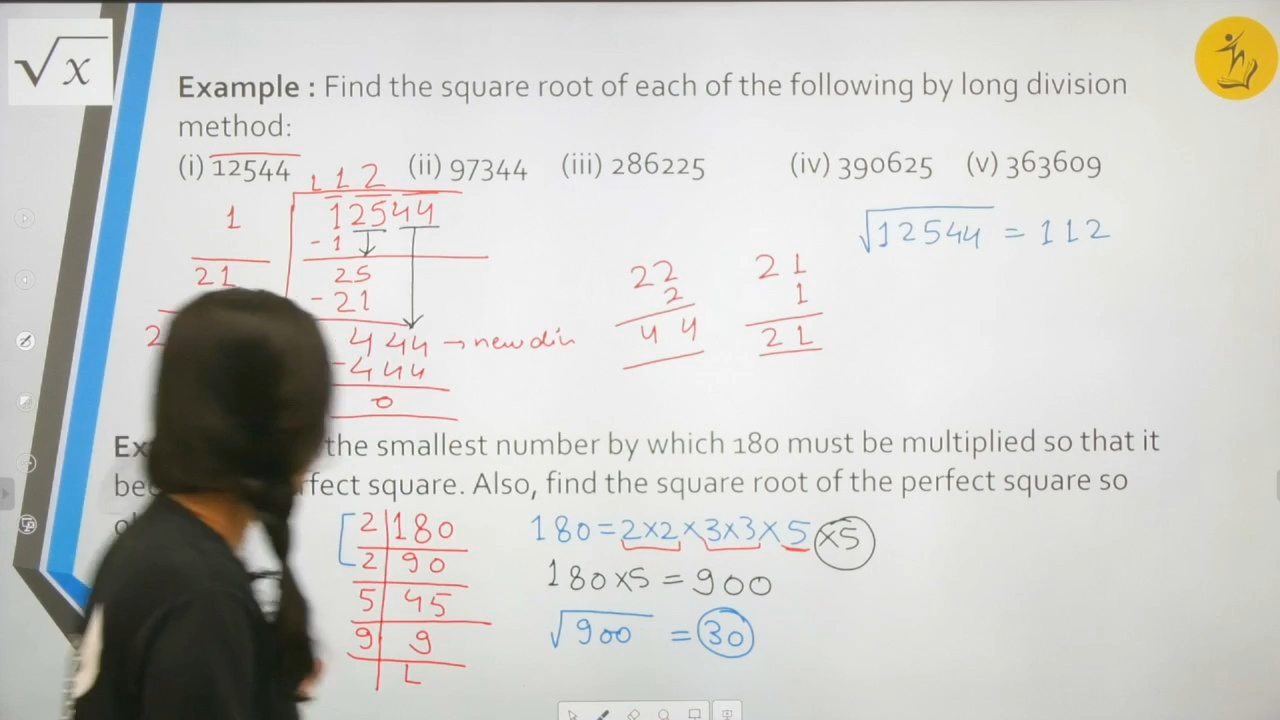 √x
Example : Find the square root of each of the following by long division
method:
(i) 12544 (ii) 97344 (iii) 286225 (iv) 390625 (v) 363609
112
1 12544
-1
21 25
-21
2 444 → new div
-444
0
22
2
44
21
1
21
√12544 = 112
Ex the smallest number by which 180 must be multiplied so that it
be rfect square. Also, find the square root of the perfect square so
2 180
2 90
5 45
9 9
1
180=2×2×3×3×5 ×5
180×5 = 900
√900 = 30